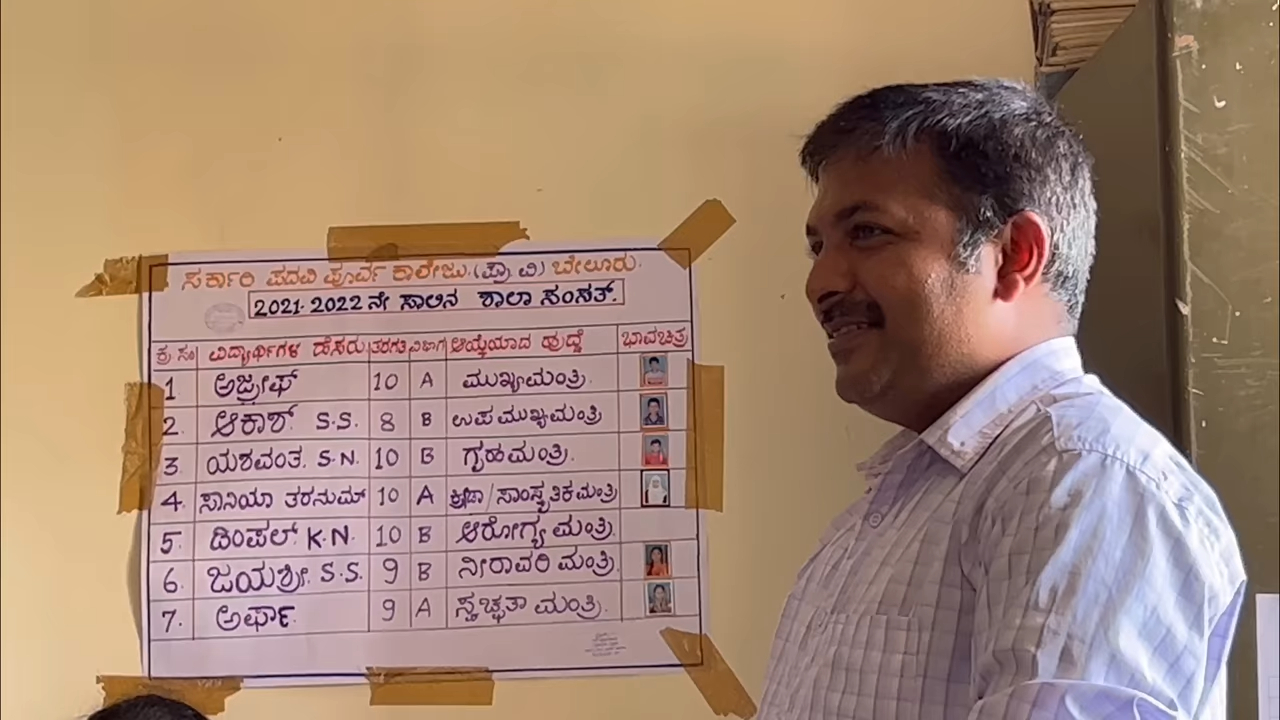 ಸರ್ಕಾರಿ ಪದವಿ ಪೂರ್ವ ಕಾಲೇಜು.(ಪ್ರೌ ವಿ) ಬೇಲೂರು.
2021-2022 ನೇ ಸಾಲಿನ ಶಾಲಾ ಸಂಸತ್.
ಕ್ರ ಸಂ ವಿದ್ಯಾರ್ಥಿಗಳ ಹೆಸರು ತರಗತಿ ವಿಭಾಗ ಆಯ್ಕೆಯಾದ ಹುದ್ದೆ ಭಾವಚಿತ್ರ
1 ಅಜ್ರೀಫ್ 10 A ಮುಖ್ಯಮಂತ್ರಿ.
2. ಆಕಾಶ್ S.S. 8 B ಉಪ ಮುಖ್ಯಮಂತ್ರಿ
3. ಯಶವಂತ. S.N. 10 B ಗೃಹಮಂತ್ರಿ.
4. ಸಾನಿಯಾ ತರನುಮ್ 10 A ಕ್ರೀಡಾ/ಸಾಂಸ್ಕೃತಿಕ ಮಂತ್ರಿ
5. ಡಿಂಪಲ್ K.N. 10 B ಆರೋಗ್ಯ ಮಂತ್ರಿ
6. ಜಯಶ್ರೀ. S.S. 9 B ನೀರಾವರಿ ಮಂತ್ರಿ.
7. ಅರ್ಫಾ. 9 A ಸ್ವಚ್ಛತಾ ಮಂತ್ರಿ.